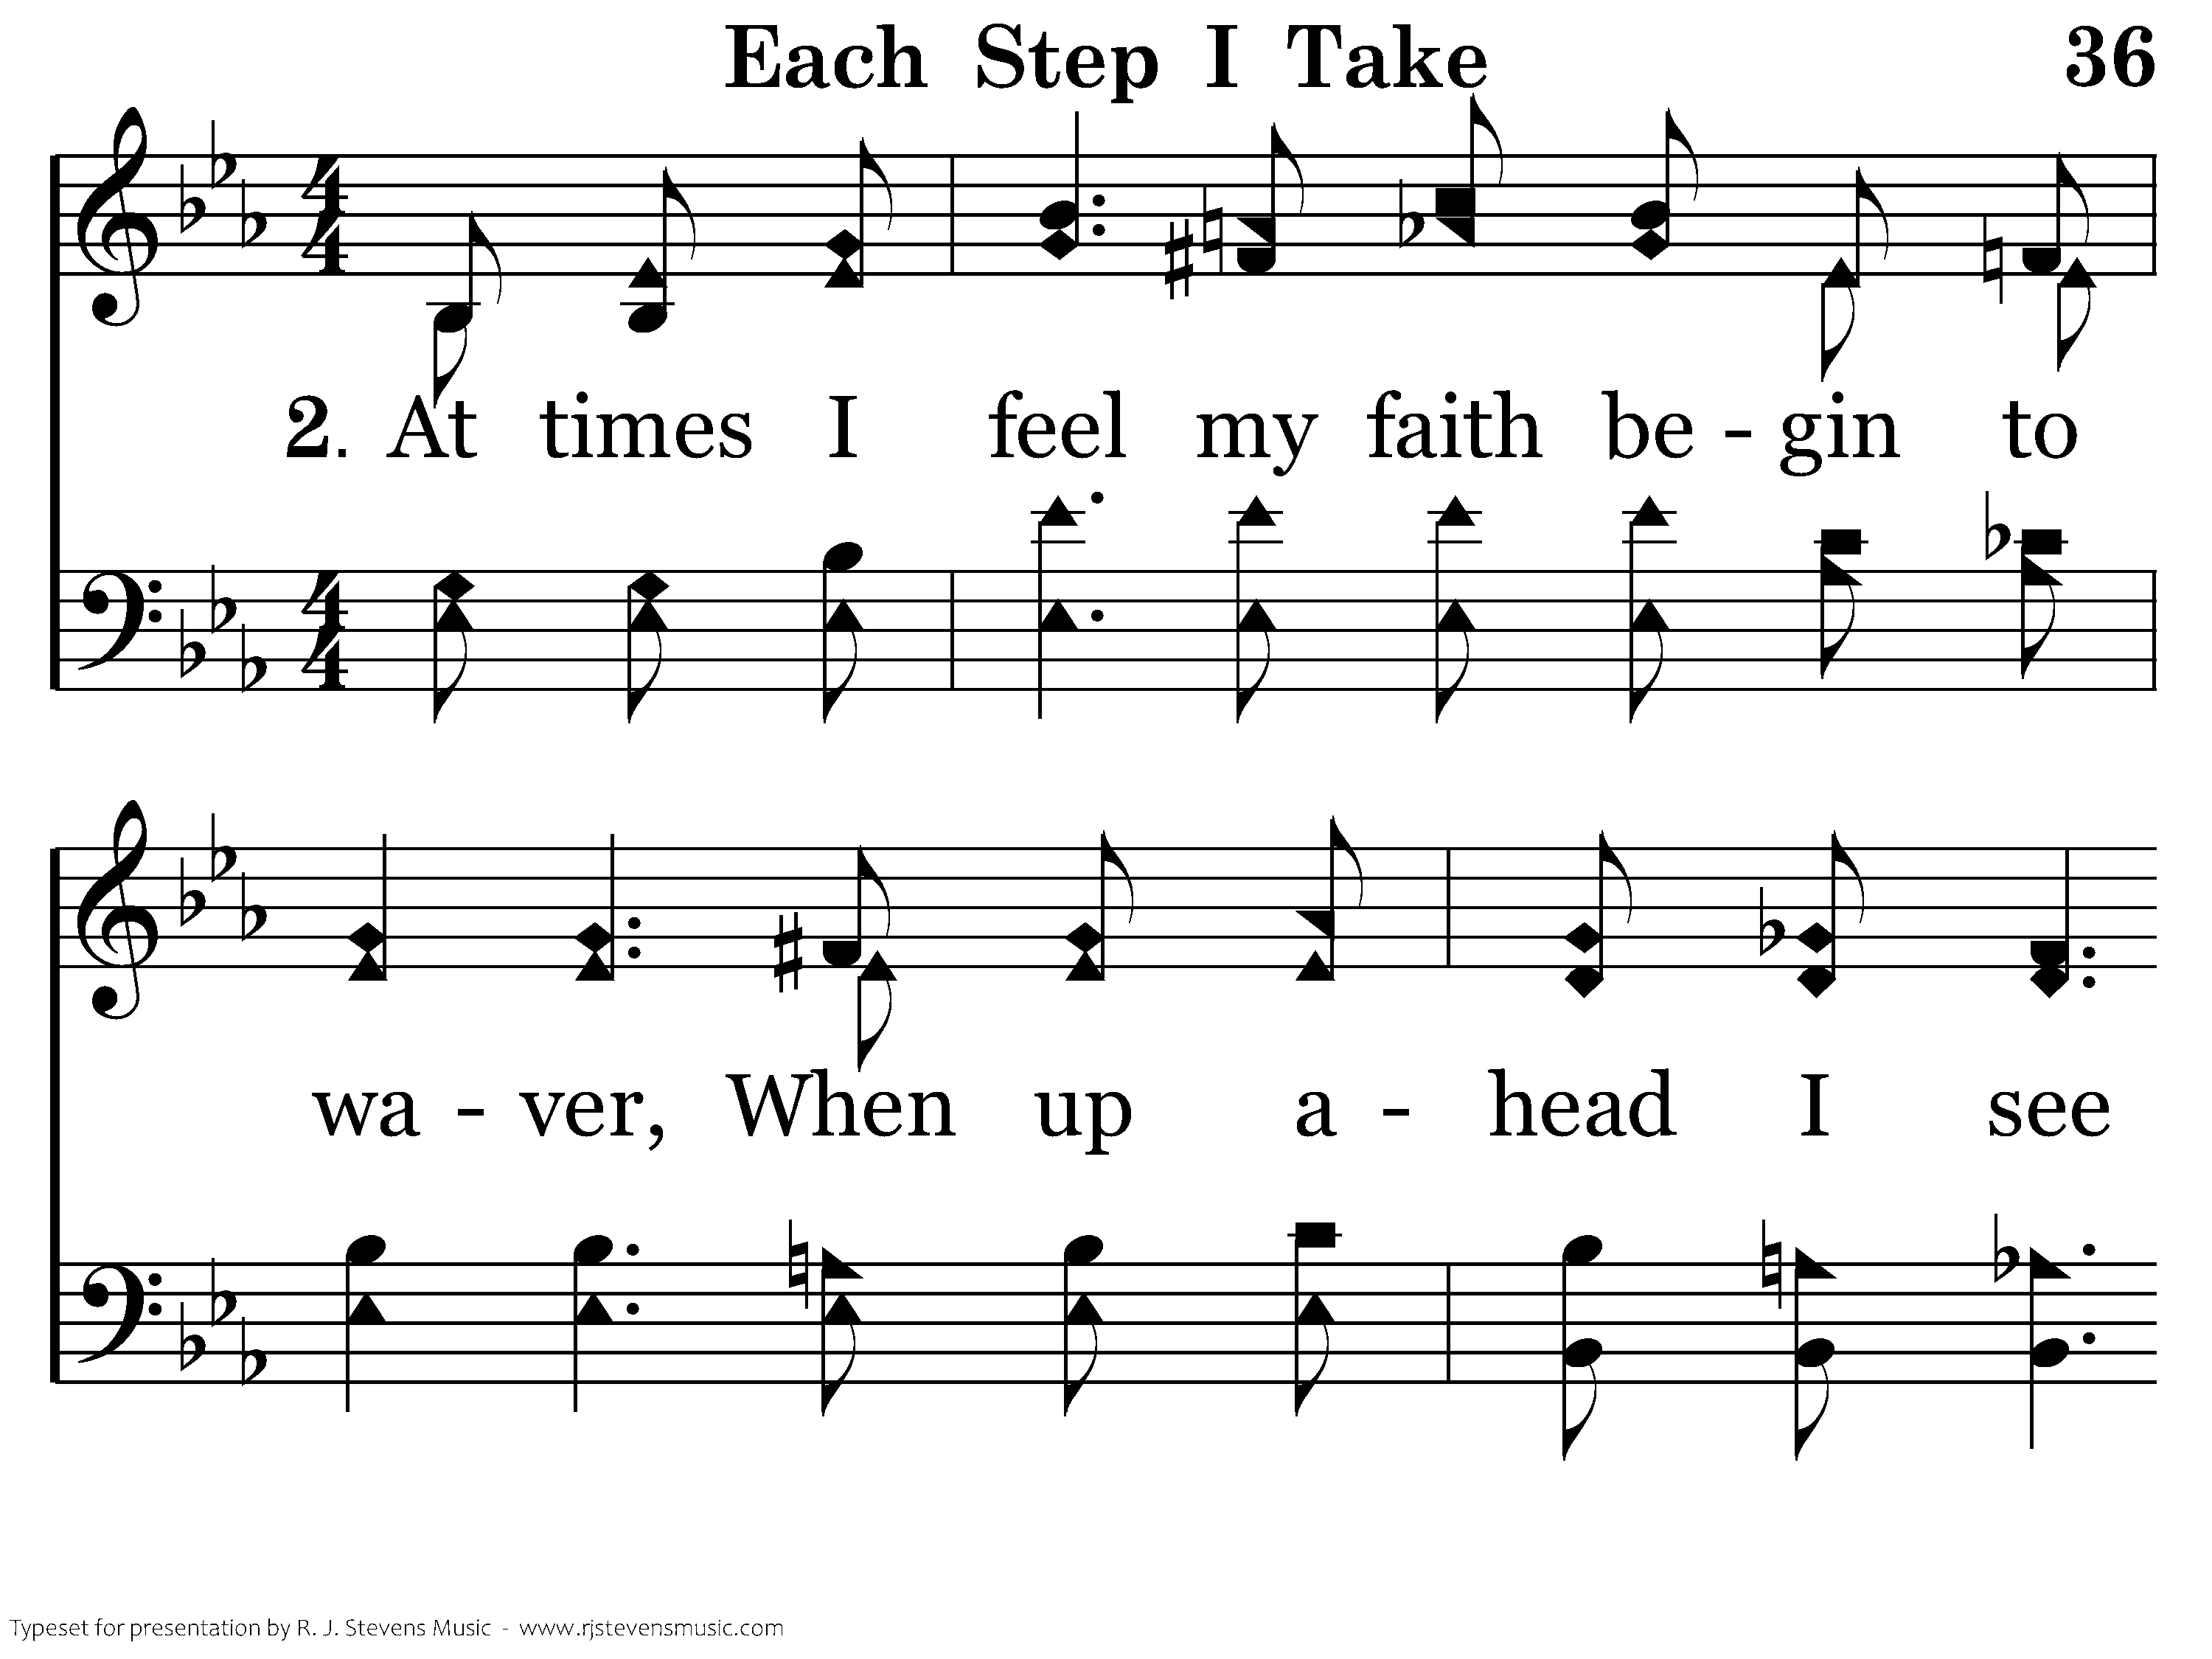 Each Step I Take 36
2. At times I feel my faith be - gin to
wa - ver, When up a - head I see
Typeset for presentation by R. J. Stevens Music - www.rjstevensmusic.com